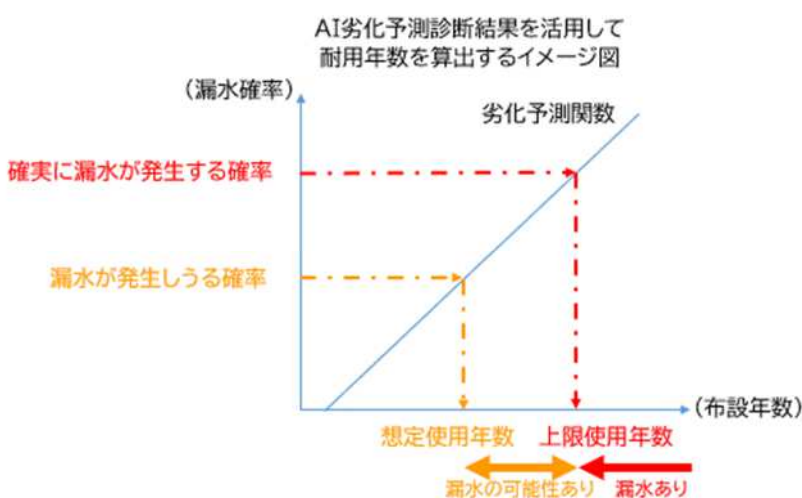 AI劣化予測診断結果を活用して
耐用年数を算出するイメージ図
(漏水確率)
劣化予測関数
確実に漏水が発生する確率
漏水が発生しうる確率
(布設年数)
想定使用年数
上限使用年数
漏水の可能性あり
漏水あり